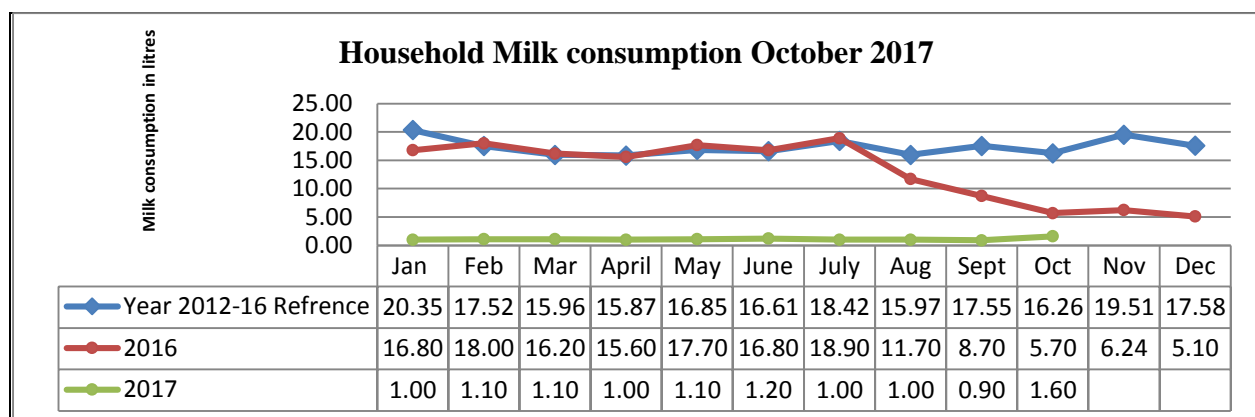 Household Milk consumption October 2017
Milk consumption in litres
25.00
20.00
15.00
10.00
5.00
0.00
Jan Feb Mar April May June July Aug Sept Oct Nov Dec
Year 2012-16 Refrence 20.35 17.52 15.96 15.87 16.85 16.61 18.42 15.97 17.55 16.26 19.51 17.58
2016 16.80 18.00 16.20 15.60 17.70 16.80 18.90 11.70 8.70 5.70 6.24 5.10
2017 1.00 1.10 1.10 1.00 1.10 1.20 1.00 1.00 0.90 1.60